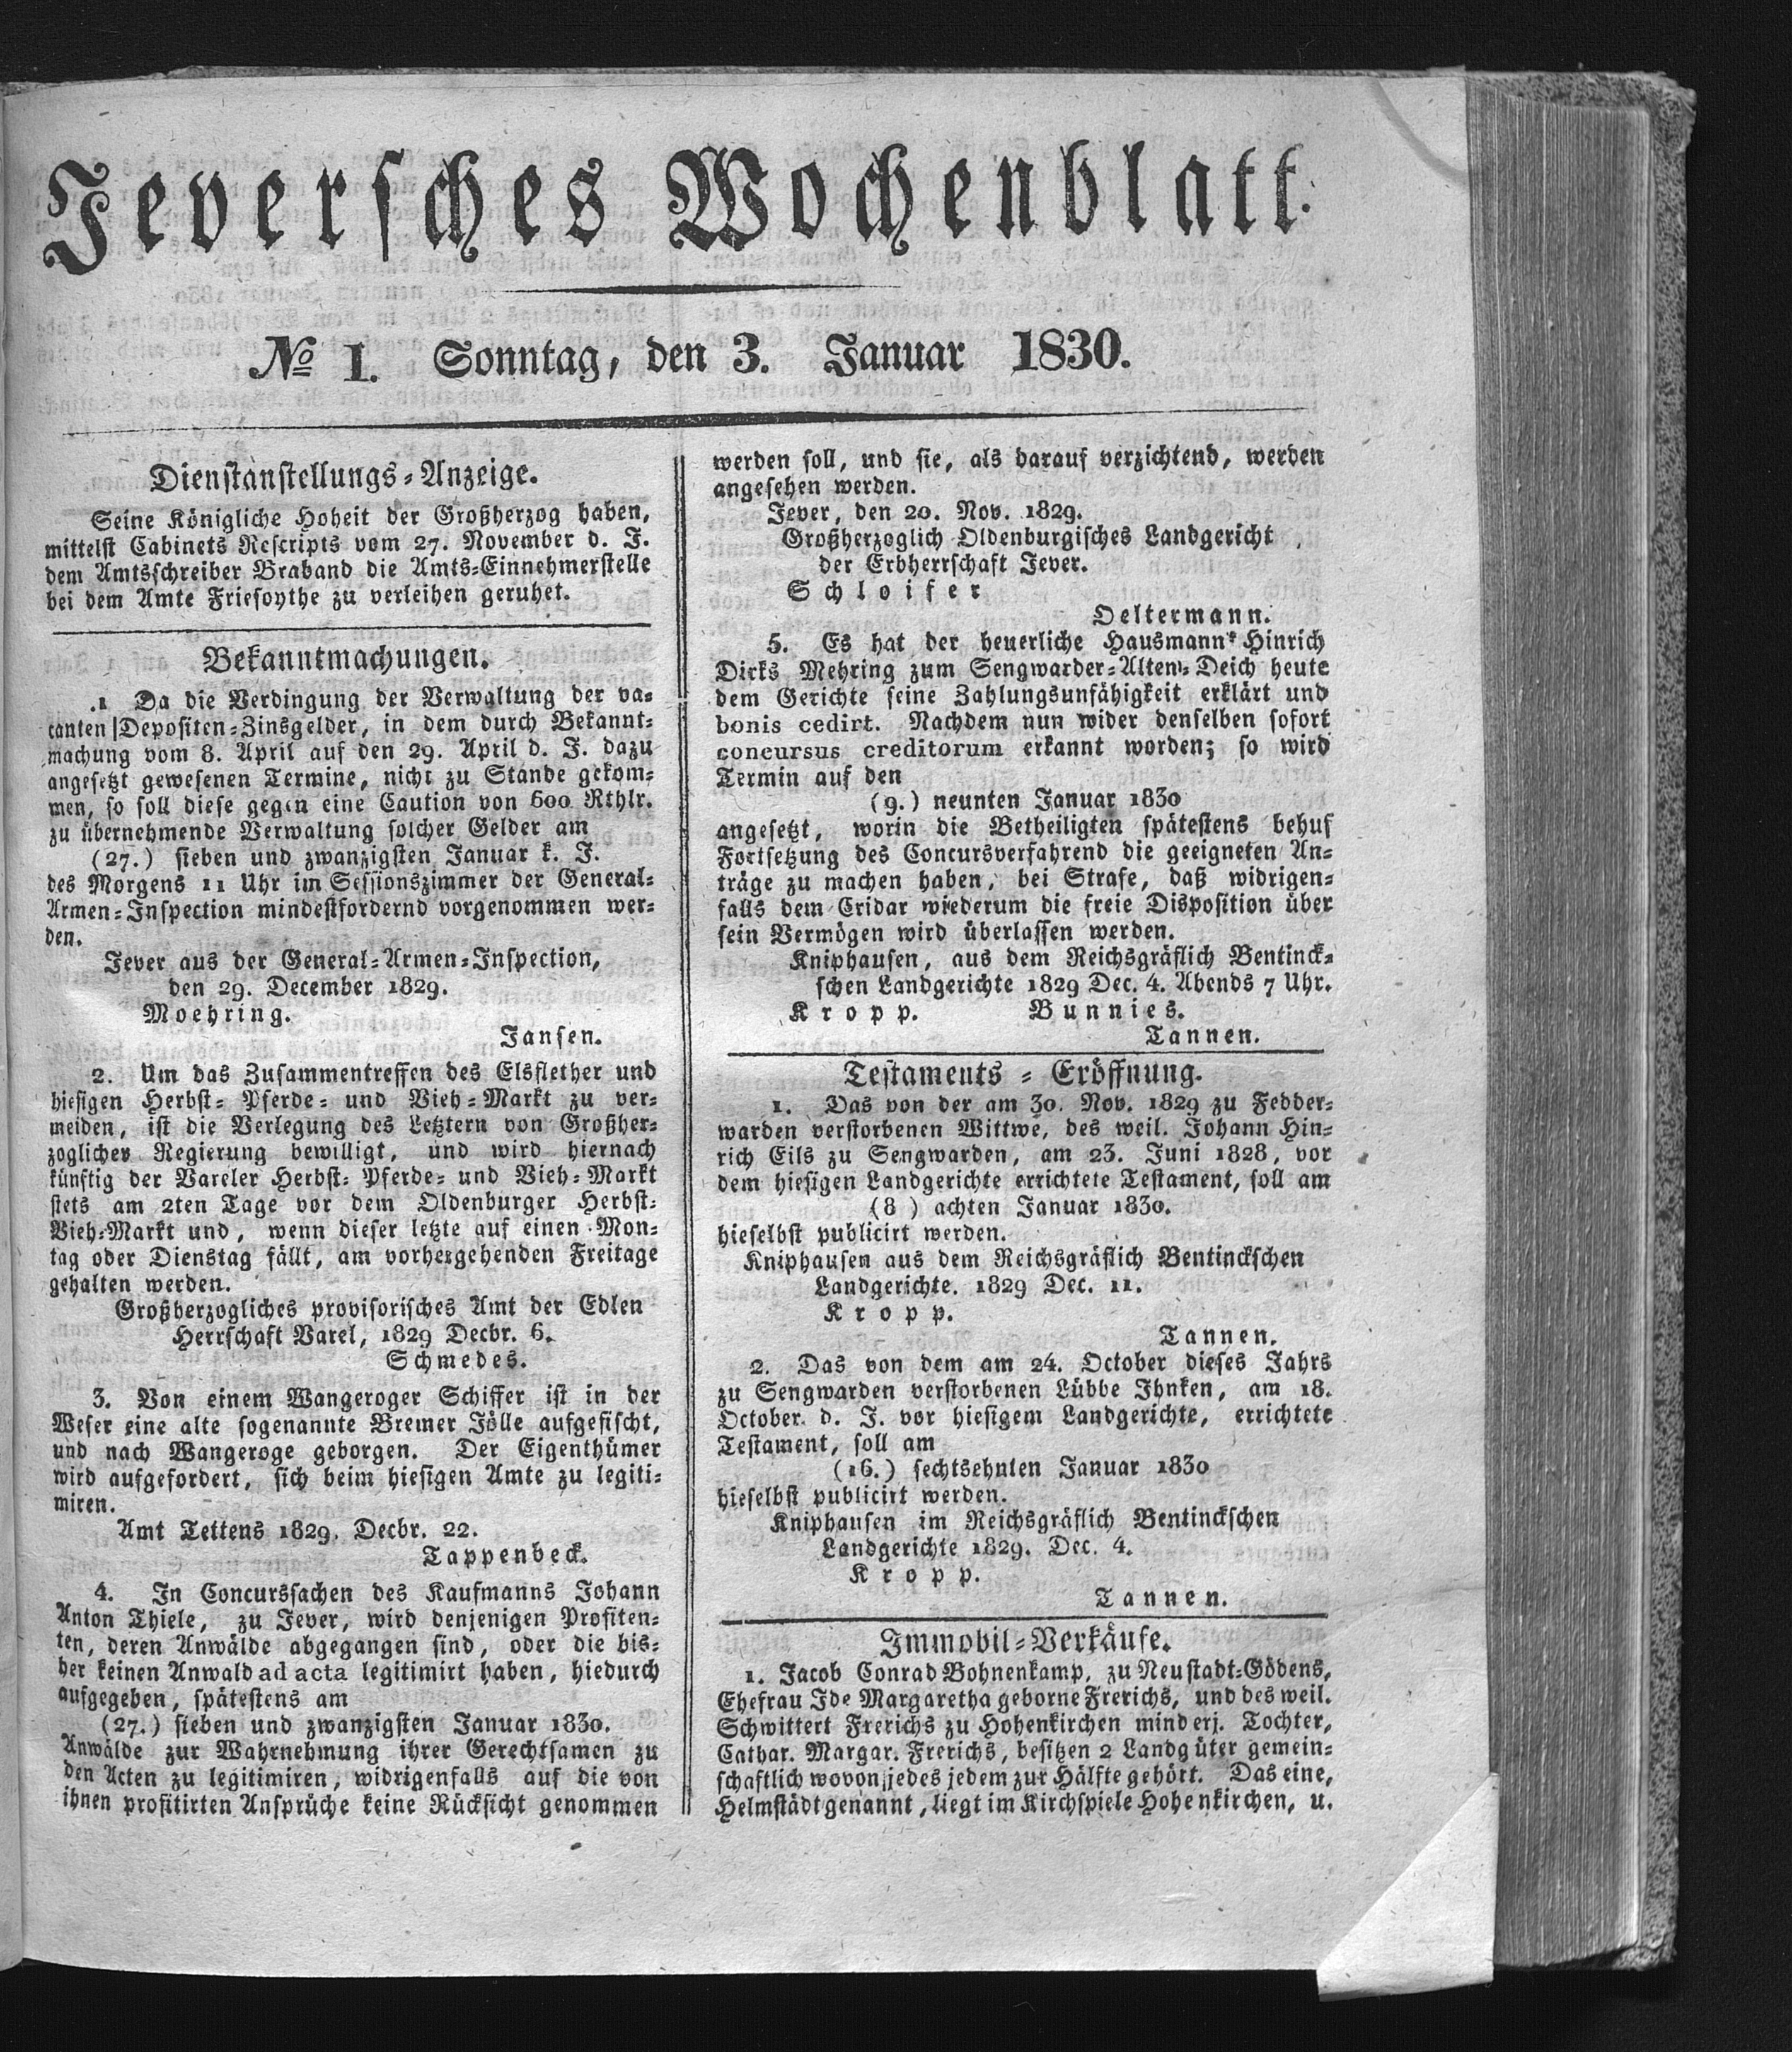 Jeversches Wochenblatt.
No 1. Sonntag, den 3. Januar 1830.
Dienstanstellungs-Anzeige.
Seine Königliche Hoheit der Großherzog haben,
mittelst Cabinets Rescripts vom 27. November d. J.
dem Amtsschreiber Braband die Amts-Einnehmerstelle
bei dem Amte Friesoythe zu verleihen geruhet.
Bekanntmachungen.
.1 Da die Verdingung der Verwaltung der va-
canten Depositen-Zinsgelder, in dem durch Bekannt-
machung vom 8. April auf den 29. April d. J. dazu
angesetzt gewesenen Termine, nicht zu Stande gekom-
men, so soll diese gegen eine Caution von 600 Rthlr.
zu übernehmende Verwaltung solcher Gelder am
(27.) sieben und zwanzigsten Januar k. J.
des Morgens 11 Uhr im Sessionszimmer der General-
Armen-Inspection mindestfordernd vorgenommen wer-
den.
Jever aus der General-Armen-Inspection,
den 29. December 1829.
Moehring.
Jansen.
2. Um das Zusammentreffen des Elsflether und
hiesigen Herbst- Pferde- und Vieh-Markt zu ver-
meiden, ist die Verlegung des Letztern von Großher-
zoglicher Regierung bewilligt, und wird hiernach
künftig der Vareler Herbst- Pferde- und Vieh-Markt
stets am 2ten Tage vor dem Oldenburger Herbst-
Vieh-Markt und, wenn dieser letzte auf einen Mon-
tag oder Dienstag fällt, am vorhergehenden Freitage
gehalten werden.
Großherzogliches provisorisches Amt der Edlen
Herrschaft Varel, 1829 Decbr. 6.
Schmedes.
3. Von einem Wangeroger Schiffer ist in der
Weser eine alte sogenannte Bremer Jölle aufgefischt,
und nach Wangeroge geborgen. Der Eigenthümer
wird aufgefordert, sich beim hiesigen Amte zu legiti-
miren.
Amt Tettens 1829. Decbr. 22.
Tappenbeck.
4. In Concurssachen des Kaufmanns Johann
Anton Thiele, zu Jever, wird denjenigen Profiten-
ten, deren Anwälde abgegangen sind, oder die bis-
her keinen Anwald ad acta legitimirt haben, hiedurch
aufgegeben, spätestens am
(27.) sieben und zwanzigsten Januar 1830.
Anwälde zur Wahrnehmung ihrer Gerechtsamen zu
den Acten zu legitimiren, widrigenfalls auf die von
ihnen profitirten Ansprüche keine Rücksicht genommen
werden soll, und sie, als darauf verzichtend, werden
angesehen werden.
Jever, den 20. Nov. 1829.
Großherzoglich Oldenburgisches Landgericht
der Erbherrschaft Jever.
Schloifer
Oeltermann.
5. Es hat der heuerliche Hausmann Hinrich
Dirks Mehring zum Sengwarder-Alten-Deich heute
dem Gerichte seine Zahlungsunfähigkeit erklärt und
bonis cedirt. Nachdem nun wider denselben sofort
concursus creditorum erkannt worden; so wird
Termin auf den
(9.) neunten Januar 1830
angesetzt, worin die Betheiligten spätestens behuf
Fortsetzung des Concursverfahrend die geeigneten An-
träge zu machen haben, bei Strafe, daß widrigen-
falls dem Cridar wiederum die freie Disposition über
sein Vermögen wird überlassen werden.
Kniphausen, aus dem Reichsgräflich Bentinck-
schen Landgerichte 1829 Dec. 4. Abends 7 Uhr.
Kropp. Bunnies.
Tannen.
Testaments-Eröffnung.
1. Das von der am 30. Nov. 1829 zu Fedder-
warden verstorbenen Wittwe, des weil. Johann Hin-
rich Eils zu Sengwarden, am 23. Juni 1828, vor
dem hiesigen Landgerichte errichtete Testament, soll am
(8 ) achten Januar 1830.
hieselbst publicirt werden.
Kniphausen aus dem Reichsgräflich Bentinckschen
Landgerichte. 1829 Dec. 11.
Kropp.
Tannen.
2. Das von dem am 24. October dieses Jahrs
zu Sengwarden verstorbenen Lübbe Ihnken, am 18.
October. d. J. vor hiesigem Landgerichte, errichtete
Testament, soll am
(16.) sechtsehnten Januar 1830
hieselbst publicirt werden.
Kniphausen im Reichsgräflich Bentinckschen
Landgerichte 1829. Dec. 4.
Kropp.
Tannen.
Immobil-Verkäufe.
1. Jacob Conrad Bohnenkamp, zu Neustadt-Gödens,
Ehefrau Ide Margaretha geborne Frerichs, und des weil.
Schwittert Frerichs zu Hohenkirchen minderj. Tochter,
Cathar. Margar. Frerichs, besitzen 2 Landgüter gemein-
schaftlich wovon jedes jedem zur Hälfte gehört. Das eine,
Helmstädt genannt, liegt im Kirchspiele Hohenkirchen, u.